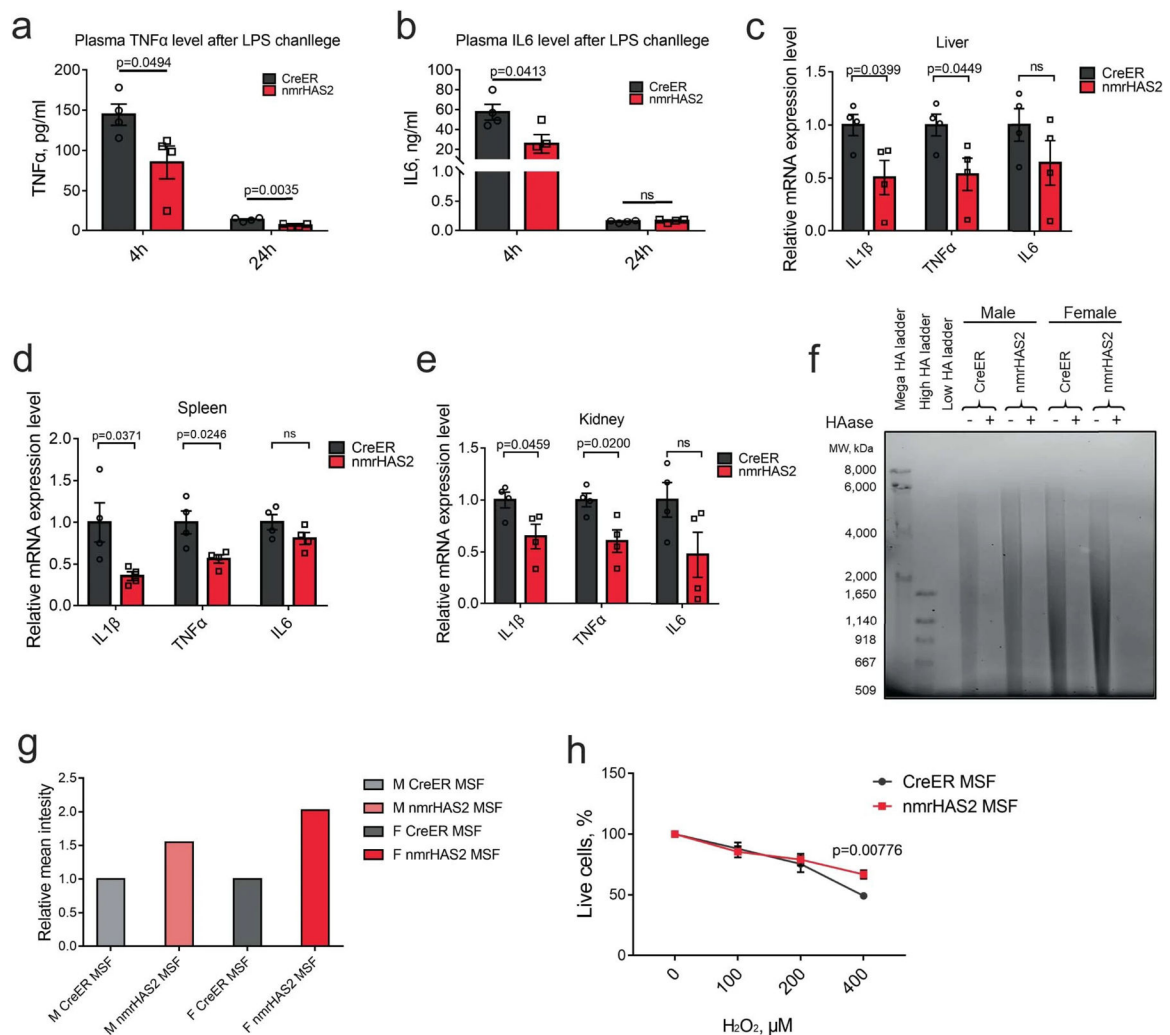 a
Plasma TNFα level after LPS chanllege
TNFα, pg/ml
200
150
100
50
0
p=0.0494
p=0.0035
CreER
nmrHAS2
4h
24h
b
Plasma IL6 level after LPS chanllege
IL6, ng/ml
100
80
60
40
20
1.0
0.5
0.0
p=0.0413
ns
CreER
nmrHAS2
4h
24h
c
Liver
Relative mRNA expression level
1.5
1.0
0.5
0.0
p=0.0399
p=0.0449
ns
CreER
nmrHAS2
IL1β
TNFα
IL6
d
Spleen
Relative mRNA expression level
2.0
1.5
1.0
0.5
0.0
p=0.0371
p=0.0246
ns
CreER
nmrHAS2
IL1β
TNFα
IL6
e
Kidney
Relative mRNA expression level
1.5
1.0
0.5
0.0
p=0.0459
p=0.0200
ns
CreER
nmrHAS2
IL1β
TNFα
IL6
f
Mega HA ladder
High HA ladder
Low HA ladder
Male
Female
CreER
nmrHAS2
CreER
nmrHAS2
HAase
- + - + - + - +
MW, kDa
8,000
6,000
4,000
2,000
1,650
1,140
918
667
509
g
Relative mean intesity
2.5
2.0
1.5
1.0
0.5
0.0
M CreER MSF
M nmrHAS2 MSF
F CreER MSF
F nmrHAS2 MSF
M CreER MSF
M nmrHAS2 MSF
F CreER MSF
F nmrHAS2 MSF
h
Live cells, %
150
100
50
0
CreER MSF
nmrHAS2 MSF
p=0.00776
0
100
200
400
H₂O₂, µM